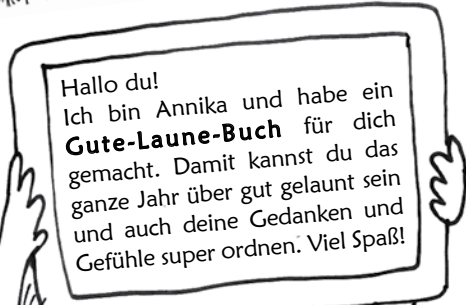 Hallo du!
Ich bin Annika und habe ein
Gute-Laune-Buch für dich
gemacht. Damit kannst du das
ganze Jahr über gut gelaunt sein
und auch deine Gedanken und
Gefühle super ordnen. Viel Spaß!